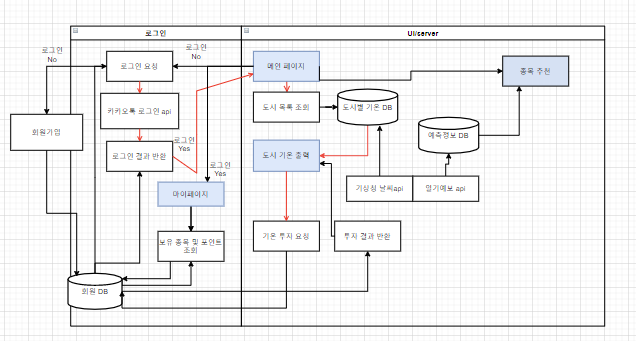 로그인
UI/server
로그인
No
로그인
No
로그인 요청
메인 페이지
종목 추천
카카오톡 로그인 api
도시 목록 조회
도시별 기온 DB
회원가입
예측정보 DB
로그인 결과 반환
로그인
Yes
도시 기온 출력
로그인
Yes
마이페이지
기상청 날씨api
일기예보 api
보유 종목 및 포인트
조회
기온 투자 요청
투자 결과 반환
회원 DB